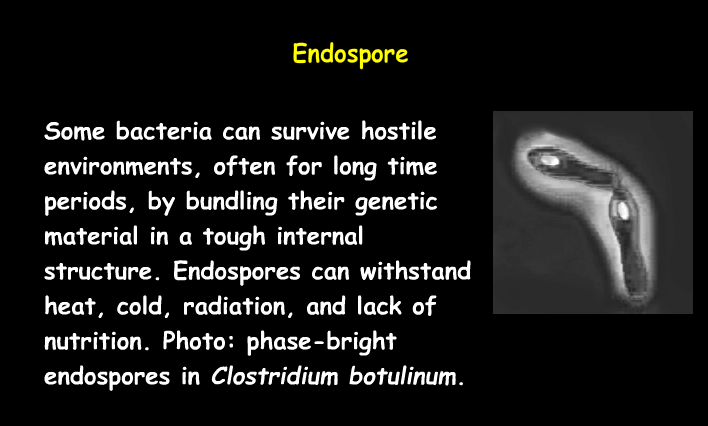 Endospore
Some bacteria can survive hostile
environments, often for long time
periods, by bundling their genetic
material in a tough internal
structure. Endospores can withstand
heat, cold, radiation, and lack of
nutrition. Photo: phase-bright
endospores in Clostridium botulinum.